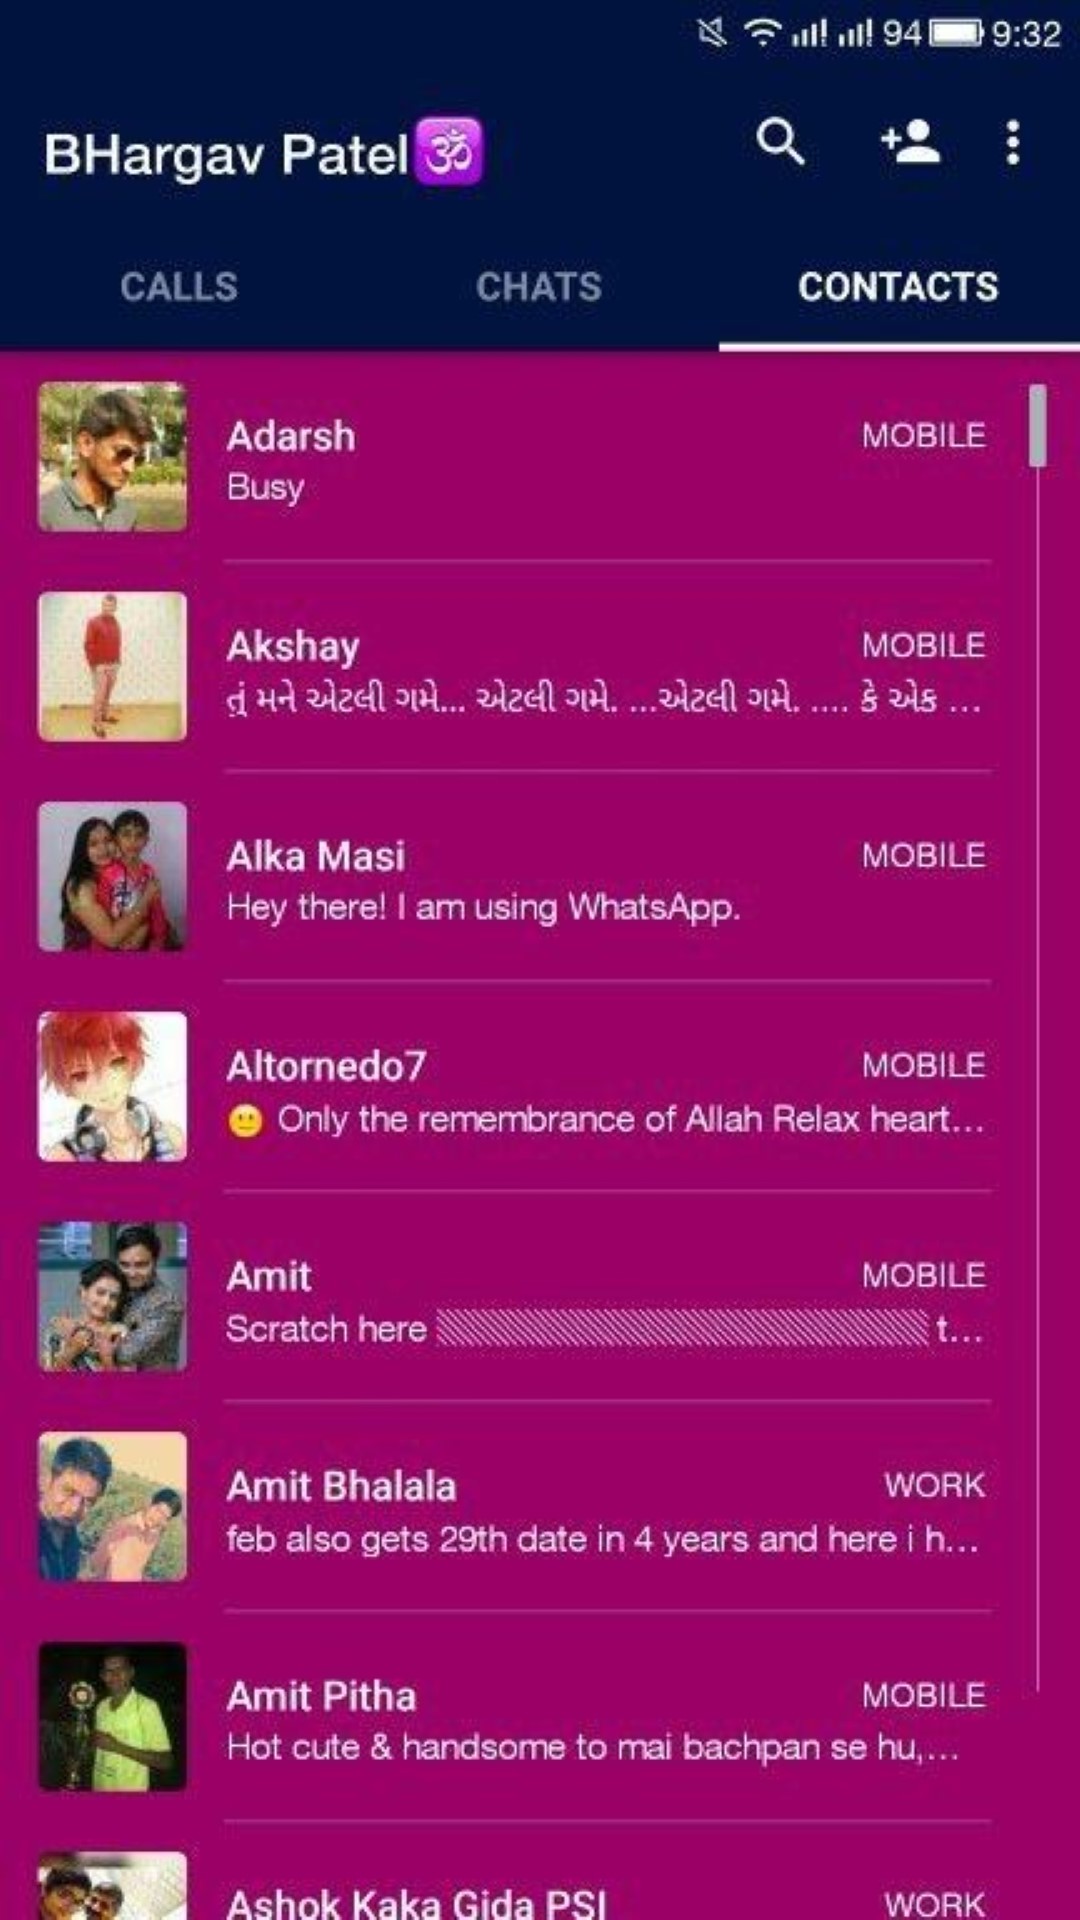 94 9:32
BHargav Patel🕉
CALLS CHATS CONTACTS
Adarsh MOBILE
Busy
Akshay MOBILE
તું મને એટલી ગમે... એટલી ગમે. ...એટલી ગમે. .... કે એક ...
Alka Masi MOBILE
Hey there! I am using WhatsApp.
Altornedo7 MOBILE
😐 Only the remembrance of Allah Relax heart...
Amit MOBILE
Scratch here ▨▨▨▨▨▨▨▨▨▨▨▨▨ t...
Amit Bhalala WORK
feb also gets 29th date in 4 years and here i h...
Amit Pitha MOBILE
Hot cute & handsome to mai bachpan se hu,...
Ashok Kaka Gida PSI WORK